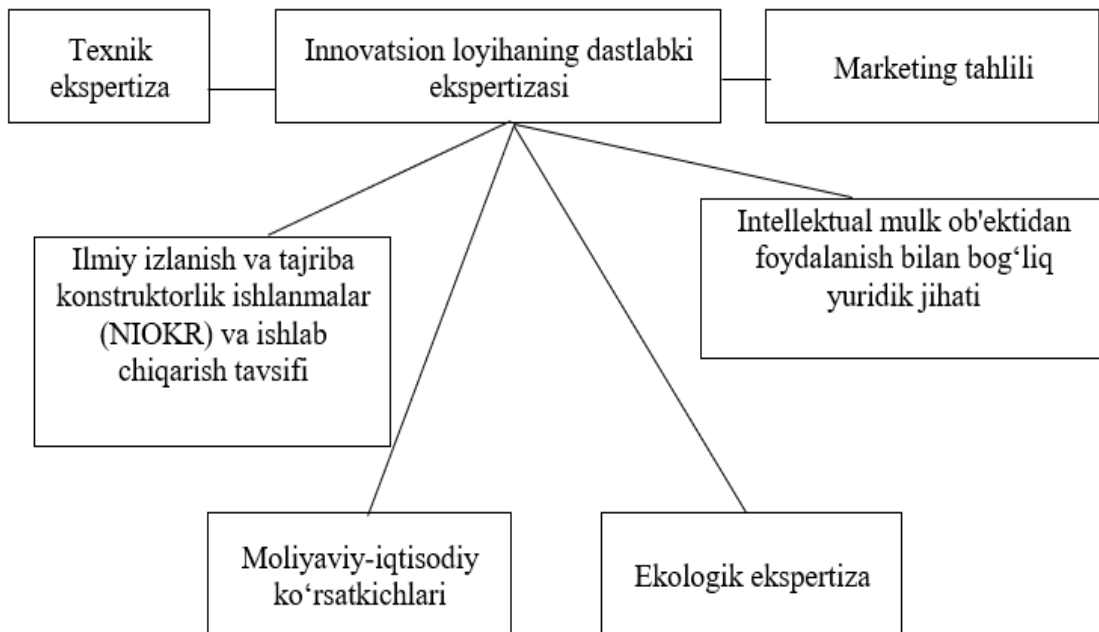 Texnik
ekspertiza
Innovatsion loyihaning dastlabki
ekspertizasi
Marketing tahlili
Ilmiy izlanish va tajriba
konstruktorlik ishlanmalar
(NIOKR) va ishlab
chiqarish tavsifi
Intellektual mulk ob'ektidan
foydalanish bilan bog‘liq
yuridik jihati
Moliyaviy-iqtisodiy
ko‘rsatkichlari
Ekologik ekspertiza